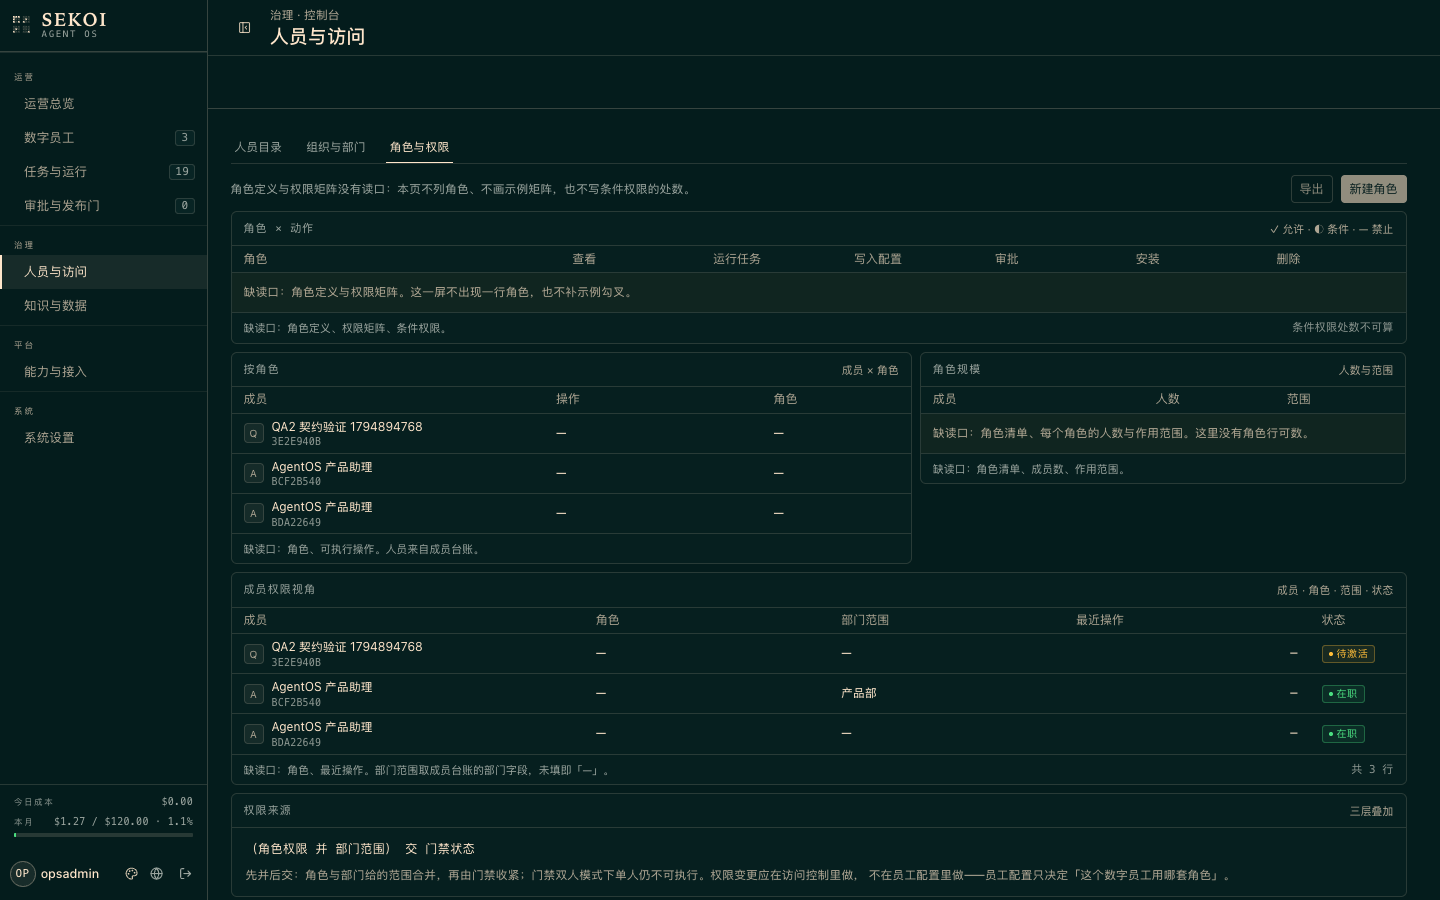 SEKOI
AGENT OS
运营
运营总览
数字员工 3
任务与运行 19
审批与发布门 0
治理
人员与访问
知识与数据
平台
能力与接入
系统
系统设置
今日成本 $0.00
本月 $1.27 / $120.00 · 1.1%
OP opsadmin
治理 · 控制台
人员与访问
人员目录 组织与部门 角色与权限
角色定义与权限矩阵没有读口：本页不列角色、不画示例矩阵，也不写条件权限的处数。
导出 新建角色
角色 × 动作 ✓ 允许 · ◐ 条件 · — 禁止
角色 查看 运行任务 写入配置 审批 安装 删除
缺读口：角色定义与权限矩阵。这一屏不出现一行角色，也不补示例勾叉。
缺读口：角色定义、权限矩阵、条件权限。 条件权限处数不可算
按角色 成员 × 角色
成员 操作 角色
Q QA2 契约验证 1794894768 — —
3E2E940B
A AgentOS 产品助理 — —
BCF2B540
A AgentOS 产品助理 — —
BDA22649
缺读口：角色、可执行操作。人员来自成员台账。
角色规模 人数与范围
成员 人数 范围
缺读口：角色清单、每个角色的人数与作用范围。这里没有角色行可数。
缺读口：角色清单、成员数、作用范围。
成员权限视角 成员 · 角色 · 范围 · 状态
成员 角色 部门范围 最近操作 状态
Q QA2 契约验证 1794894768 — — — 待激活
3E2E940B
A AgentOS 产品助理 — 产品部 — 在职
BCF2B540
A AgentOS 产品助理 — — — 在职
BDA22649
缺读口：角色、最近操作。部门范围取成员台账的部门字段，未填即「—」。 共 3 行
权限来源 三层叠加
（角色权限 并 部门范围） 交 门禁状态
先并后交：角色与部门给的范围合并，再由门禁收紧；门禁双人模式下单人仍不可执行。权限变更应在访问控制里做， 不在员工配置里做——员工配置只决定「这个数字员工用哪套角色」。